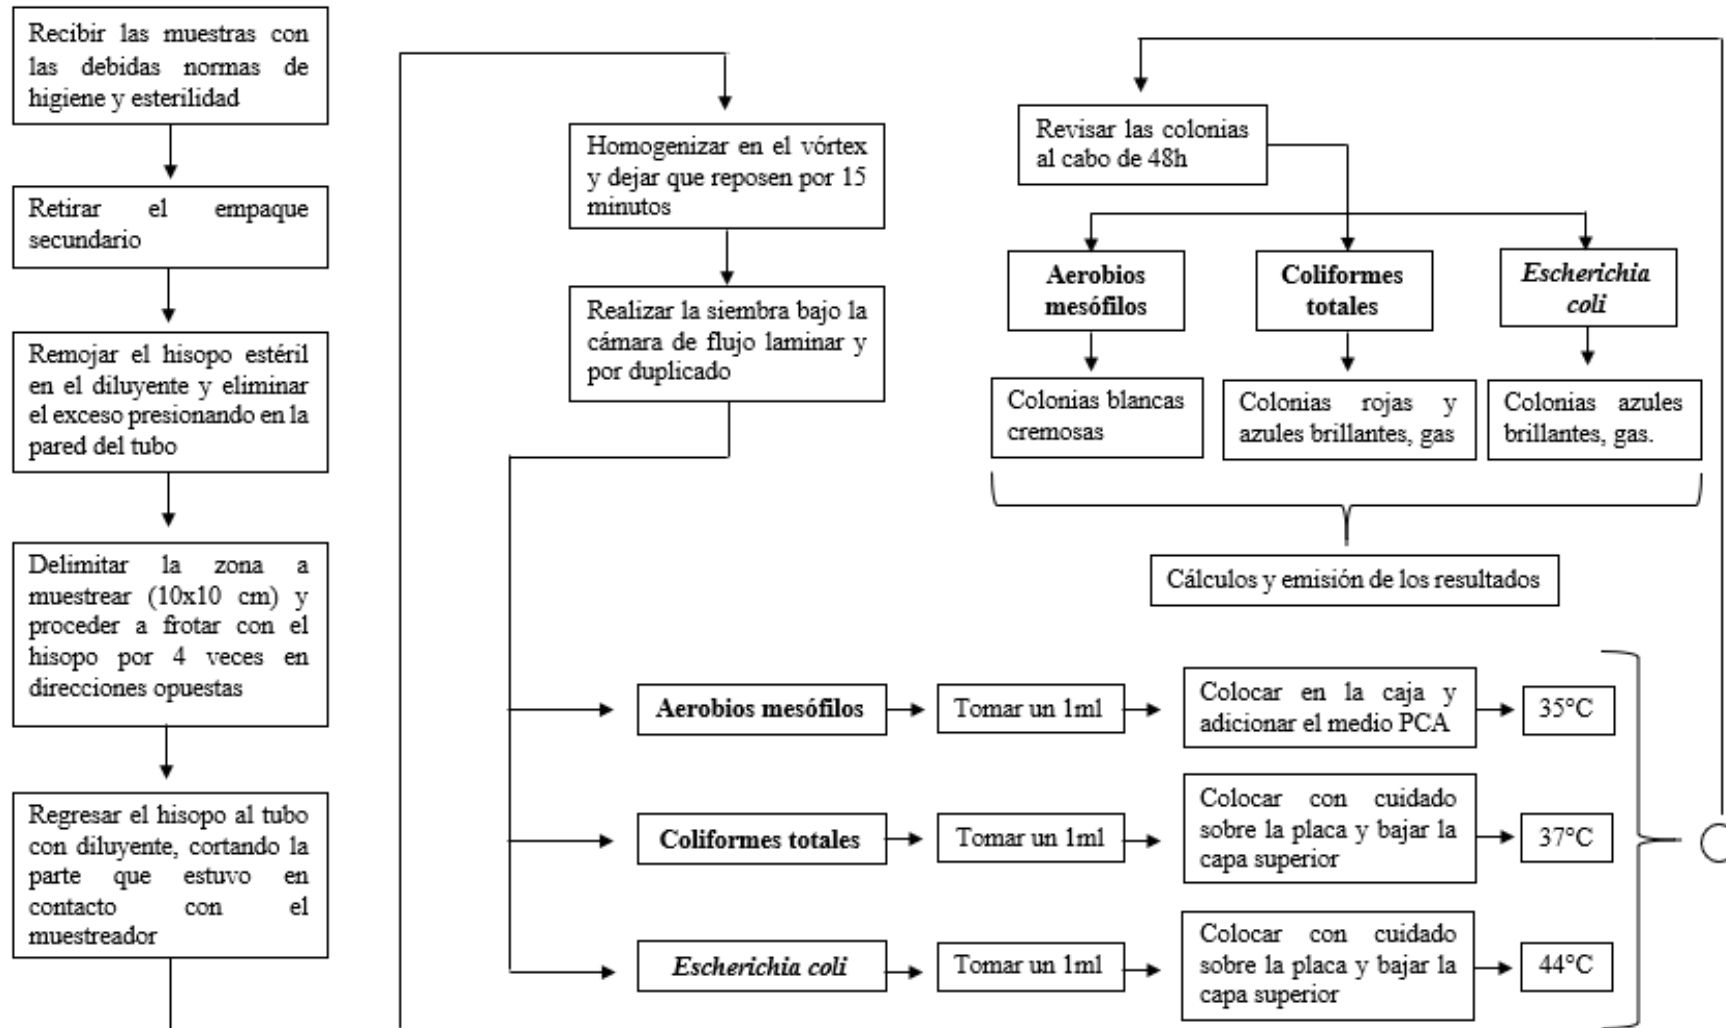 Recibir las muestras con
las debidas normas de
higiene y esterilidad
Retirar el empaque
secundario
Remojar el hisopo estéril
en el diluyente y eliminar
el exceso presionando en la
pared del tubo
Delimitar la zona a
muestrear (10x10 cm) y
proceder a frotar con el
hisopo por 4 veces en
direcciones opuestas
Regresar el hisopo al tubo
con diluyente, cortando la
parte que estuvo en
contacto con el
muestreador
Homogenizar en el vórtex
y dejar que reposen por 15
minutos
Realizar la siembra bajo la
cámara de flujo laminar y
por duplicado
Aerobios mesófilos
Tomar un 1ml
Colocar en la caja y
adicionar el medio PCA
35°C
Coliformes totales
Tomar un 1ml
Colocar con cuidado
sobre la placa y bajar la
capa superior
37°C
Escherichia coli
Tomar un 1ml
Colocar con cuidado
sobre la placa y bajar la
capa superior
44°C
Revisar las colonias
al cabo de 48h
Aerobios
mesófilos
Colonias blancas
cremosas
Coliformes
totales
Colonias rojas y
azules brillantes, gas
Escherichia
coli
Colonias azules
brillantes, gas.
Cálculos y emisión de los resultados